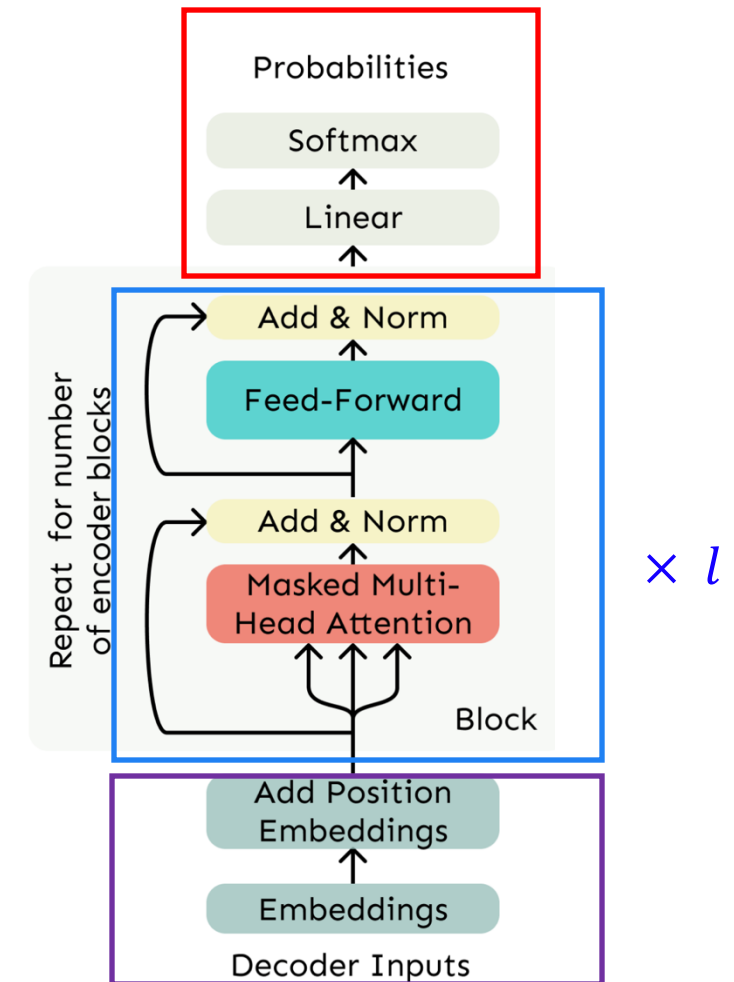 Probabilities
Softmax
Linear
Add & Norm
Feed-Forward
Repeat for number
of encoder blocks
Add & Norm
× l
Masked Multi-
Head Attention
Block
Add Position
Embeddings
Embeddings
Decoder Inputs